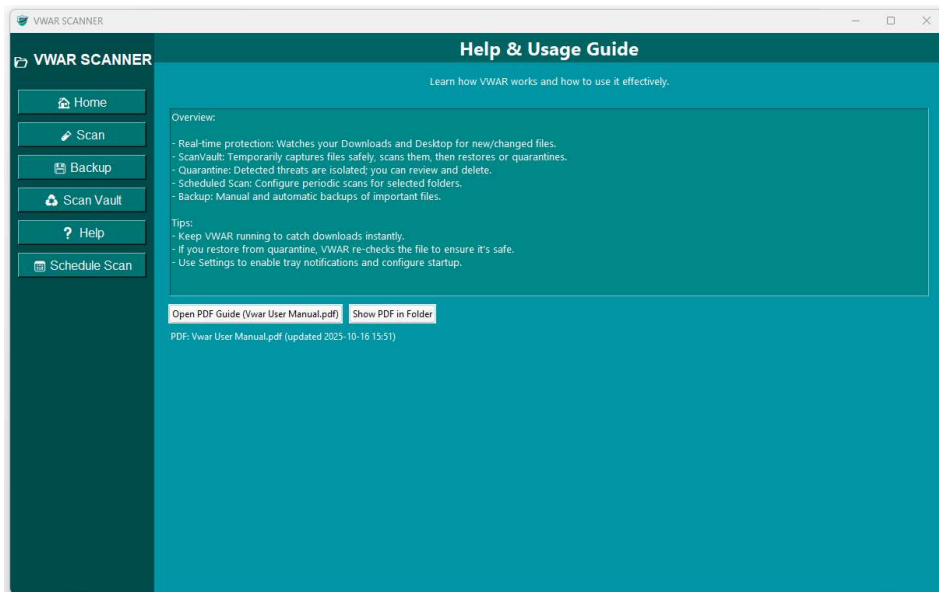 VWAR SCANNER
VWAR SCANNER
Home
Scan
Backup
Scan Vault
? Help
Schedule Scan
Help & Usage Guide
Learn how VWAR works and how to use it effectively.
Overview:
- Real-time protection: Watches your Downloads and Desktop for new/changed files.
- ScanVault: Temporarily captures files safely, scans them, then restores or quarantines.
- Quarantine: Detected threats are isolated; you can review and delete.
- Scheduled Scan: Configure periodic scans for selected folders.
- Backup: Manual and automatic backups of important files.
Tips:
- Keep VWAR running to catch downloads instantly.
- If you restore from quarantine, VWAR re-checks the file to ensure it's safe.
- Use Settings to enable tray notifications and configure startup.
Open PDF Guide (Vwar User Manual.pdf) Show PDF in Folder
PDF: Vwar User Manual.pdf (updated 2025-10-16 15:51)